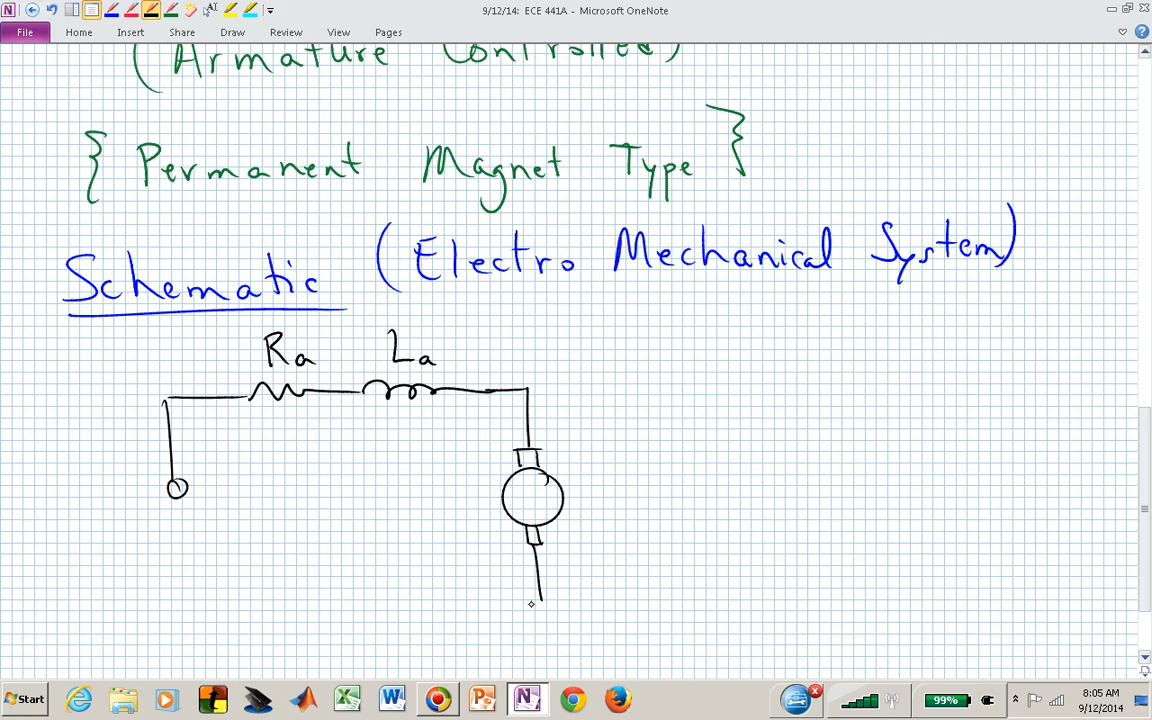 9/12/14: ECE 441A - Microsoft OneNote
File Home Insert Share Draw Review View Pages
(Armature Controlled)
{ Permanent Magnet Type }
Schematic (Electro Mechanical System)
Ra La
Start
99%
8:05 AM
9/12/2014